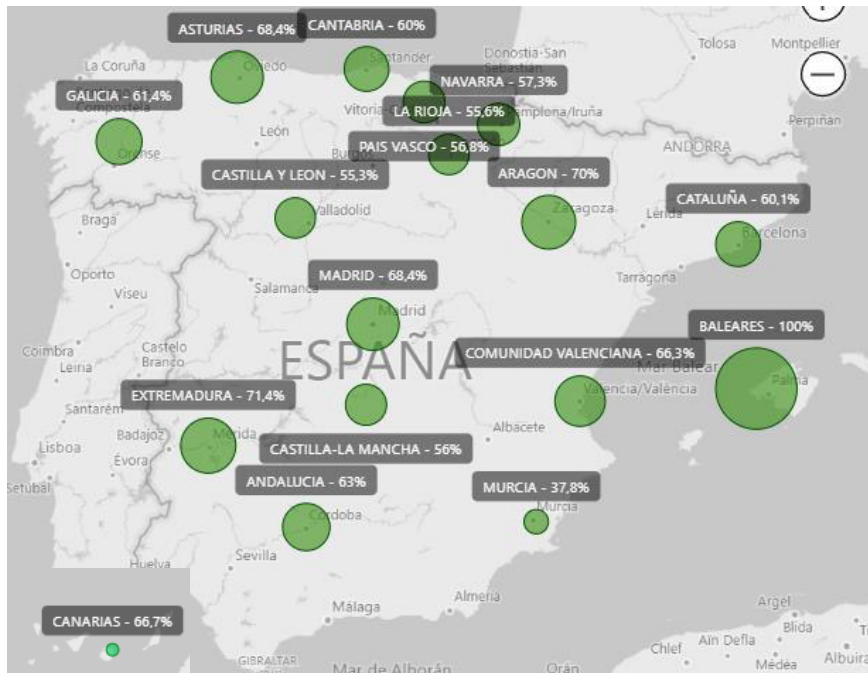 ASTURIAS - 68,4%
CANTABRIA - 60%
La Coruña
Oviedo
Santander
Donostia-San
Sebastián
Tolosa
Montpellier
GALICIA - 61,4%
Compostela
NAVARRA - 57,3%
Vitoria-G
LA RIOJA - 55,6%
Pamplona/Iruña
Perpiñán
León
Orense
Burgos
PAIS VASCO - 56,8%
ANDORRA
CASTILLA Y LEON - 55,3%
ARAGON - 70%
CATALUÑA - 60,1%
Braga
Valladolid
Zaragoza
Lérida
Barcelona
Oporto
Tarragona
Viseu
Salamanca
MADRID - 68,4%
Madrid
BALEARES - 100%
Coimbra
Castelo
Branco
ESPAÑA
COMUNIDAD VALENCIANA - 66,3%
Mar Balear
Leiria
Palma
EXTREMADURA - 71,4%
Valencia/València
Santarém
Badajoz
Mérida
Albacete
Lisboa
Évora
CASTILLA-LA MANCHA - 56%
Setúbal
ANDALUCIA - 63%
MURCIA - 37,8%
Córdoba
Murcia
Huelva
Sevilla
CANARIAS - 66,7%
Málaga
Almería
Argel
Blida
Aïn Defla
Chlef
Médéa
Albuira
GIBRALTAR
Mar de Alborán
Orán